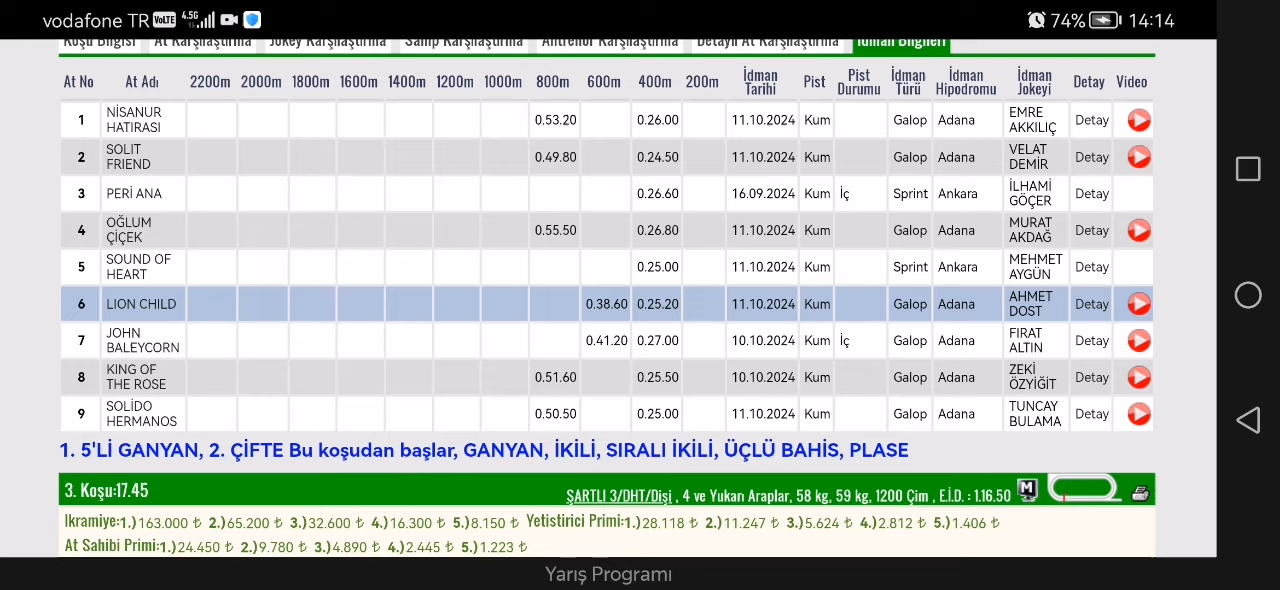 vodafone TR VoLTE 4.5G 74% 14:14
Koşu Bilgisi At Karşılaştırma Jokey Karşılaştırma Sahip Karşılaştırma Antrenör Karşılaştırma Detaylı At Karşılaştırma İdman Bilgileri
At No At Adı 2200m 2000m 1800m 1600m 1400m 1200m 1000m 800m 600m 400m 200m İdman Tarihi Pist Pist Durumu İdman Türü İdman Hipodromu İdman Jokeyi Detay Video
1 NİSANUR HATIRASI 0.53.20 0.26.00 11.10.2024 Kum Galop Adana EMRE AKKILIÇ Detay
2 SOLIT FRIEND 0.49.80 0.24.50 11.10.2024 Kum Galop Adana VELAT DEMİR Detay
3 PERİ ANA 0.26.60 16.09.2024 Kum İç Sprint Ankara İLHAMİ GÖÇER Detay
4 OĞLUM ÇİÇEK 0.55.50 0.26.80 11.10.2024 Kum Galop Adana MURAT AKDAĞ Detay
5 SOUND OF HEART 0.25.00 11.10.2024 Kum Sprint Ankara MEHMET AYGÜN Detay
6 LION CHILD 0.38.60 0.25.20 11.10.2024 Kum Galop Adana AHMET DOST Detay
7 JOHN BALEYCORN 0.41.20 0.27.00 10.10.2024 Kum İç Galop Adana FIRAT ALTIN Detay
8 KING OF THE ROSE 0.51.60 0.25.50 10.10.2024 Kum Galop Adana ZEKİ ÖZYİĞİT Detay
9 SOLİDO HERMANOS 0.50.50 0.25.00 11.10.2024 Kum Galop Adana TUNCAY BULAMA Detay
1. 5'Lİ GANYAN, 2. ÇİFTE Bu koşudan başlar, GANYAN, İKİLİ, SIRALI İKİLİ, ÜÇLÜ BAHİS, PLASE
3. Koşu:17.45 ŞARTLI 3/DHT/Dişi , 4 ve Yukarı Araplar, 58 kg, 59 kg, 1200 Çim , E.İ.D. : 1.16.50 M
Ikramiye:1.)163.000 ₺ 2.)65.200 ₺ 3.)32.600 ₺ 4.)16.300 ₺ 5.)8.150 ₺ Yetistirici Primi:1.)28.118 ₺ 2.)11.247 ₺ 3.)5.624 ₺ 4.)2.812 ₺ 5.)1.406 ₺
At Sahibi Primi:1.)24.450 ₺ 2.)9.780 ₺ 3.)4.890 ₺ 4.)2.445 ₺ 5.)1.223 ₺
Yarış Programı